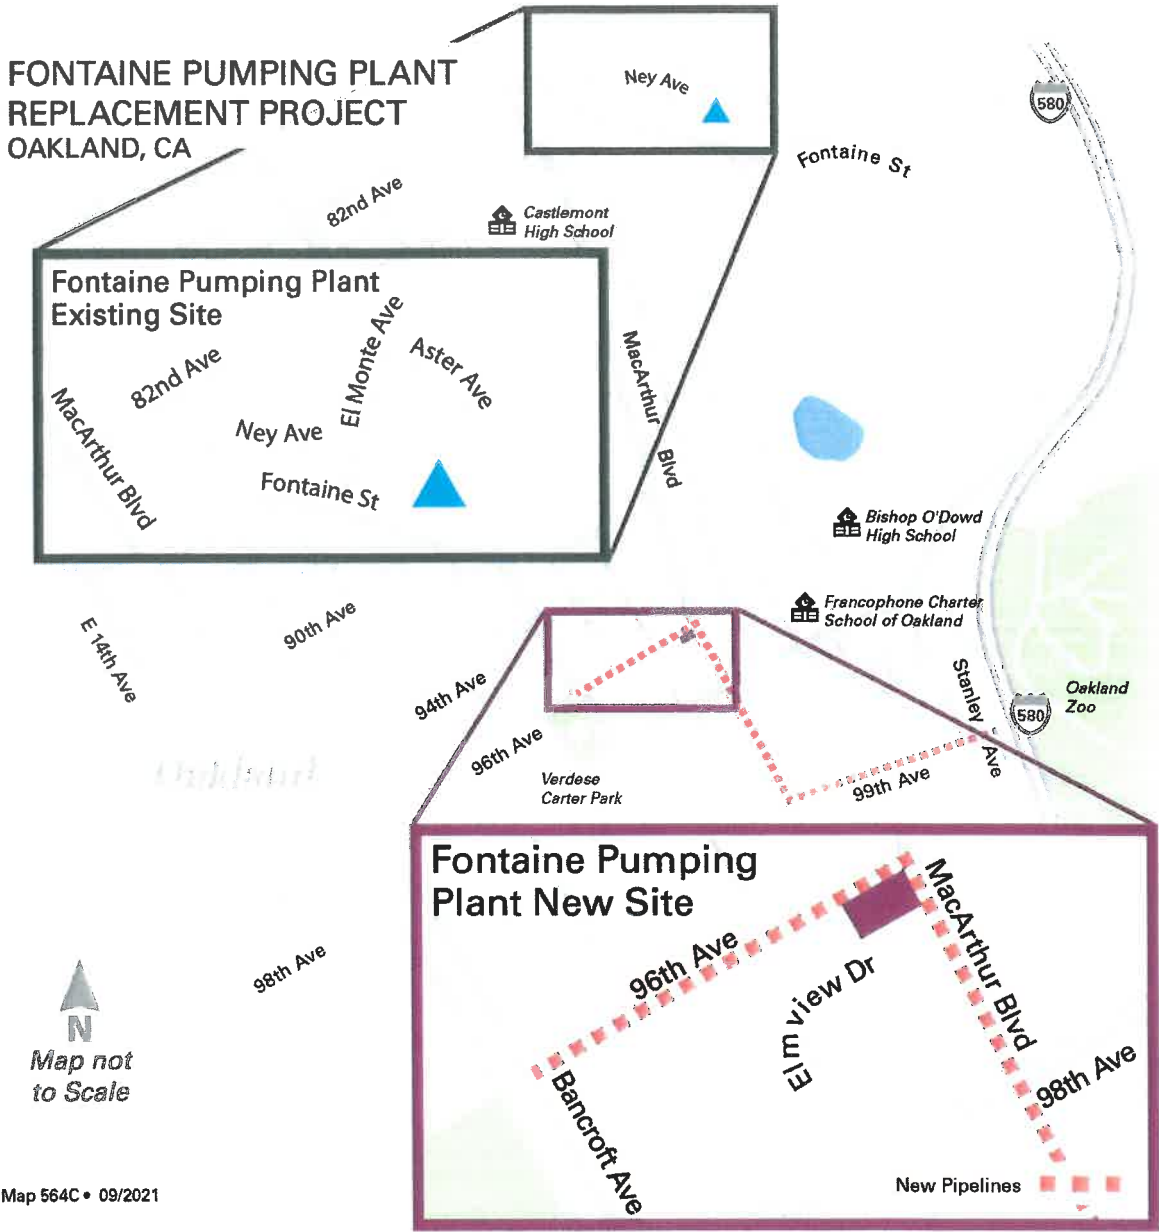 FONTAINE PUMPING PLANT
REPLACEMENT PROJECT
OAKLAND, CA
Ney Ave
580
Fontaine St
82nd Ave
Castlemont
High School
Fontaine Pumping Plant
Existing Site
82nd Ave
El Monte Ave
Aster Ave
MacArthur Blvd
Ney Ave
Fontaine St
MacArthur
Blvd
Bishop O'Dowd
High School
Francophone Charter
School of Oakland
E 14th Ave
90th Ave
94th Ave
96th Ave
Stanley
Ave
580
Oakland
Zoo
Verdese
Carter Park
99th Ave
Fontaine Pumping
Plant New Site
96th Ave
MacArthur Blvd
Elmview Dr
98th Ave
Bancroft Ave
98th Ave
N
Map not
to Scale
New Pipelines
Map 564C • 09/2021